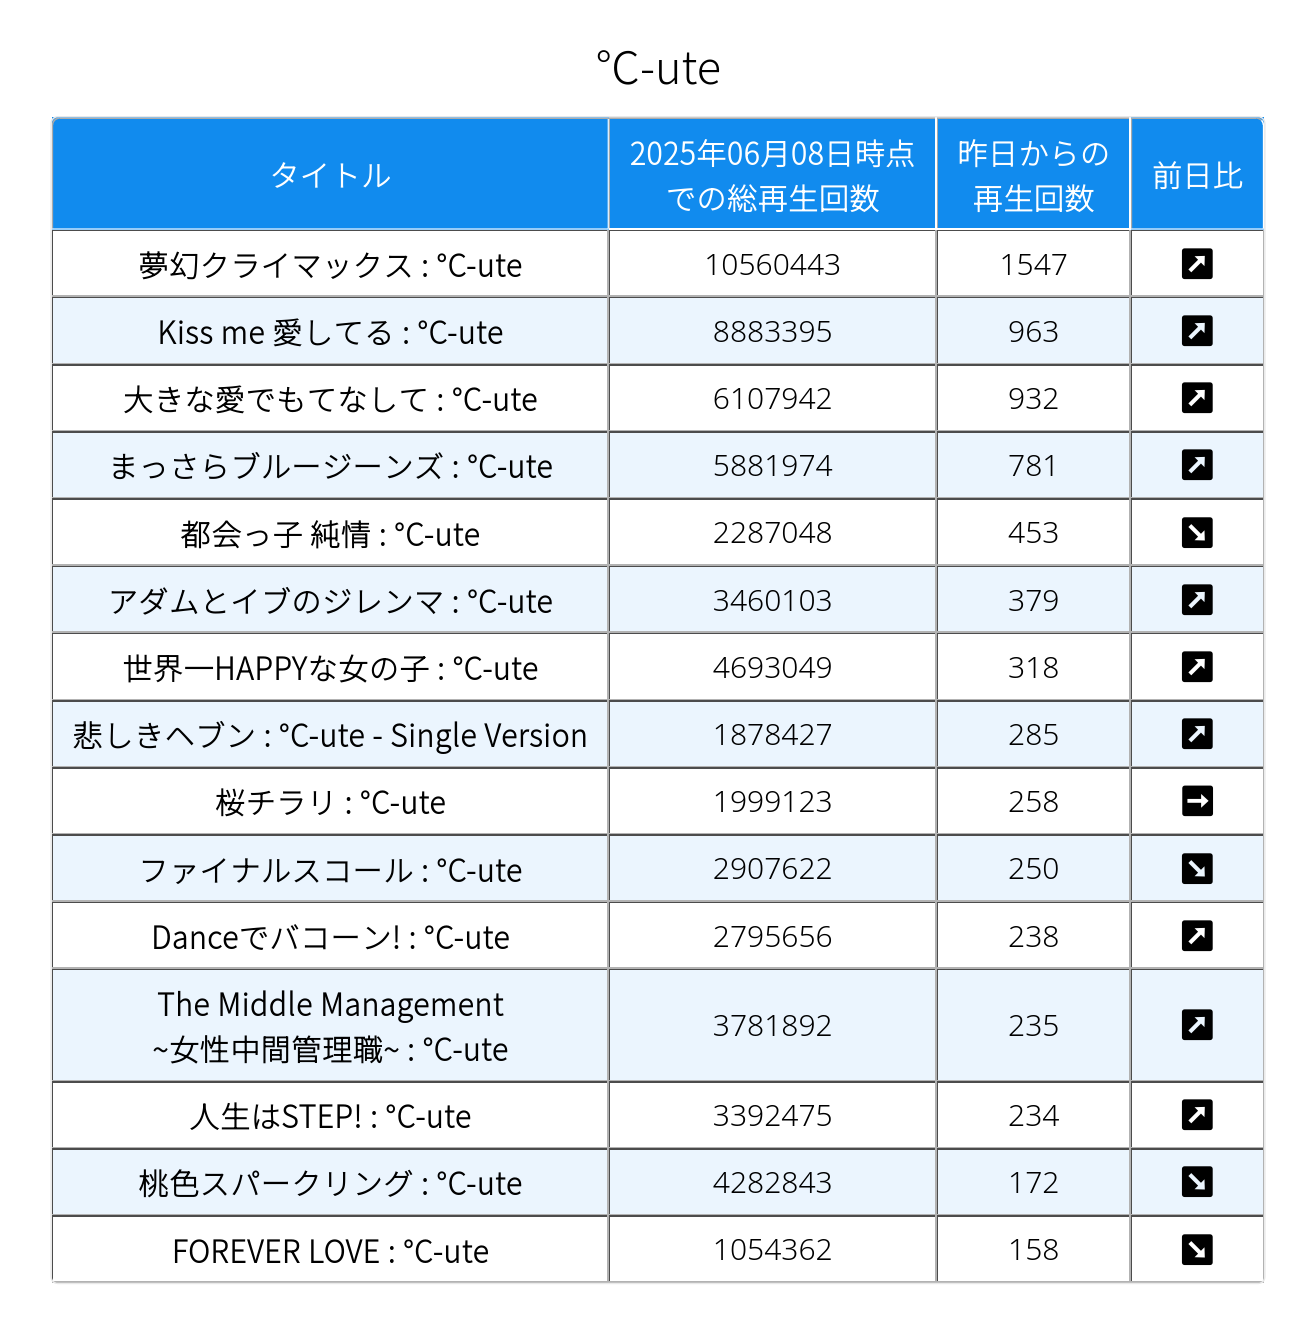 °C-ute
タイトル
2025年06月08日時点
での総再生回数
昨日からの
再生回数
前日比
夢幻クライマックス : °C-ute 10560443 1547 ↗
Kiss me 愛してる : °C-ute 8883395 963 ↗
大きな愛でもてなして : °C-ute 6107942 932 ↗
まっさらブルージーンズ : °C-ute 5881974 781 ↗
都会っ子 純情 : °C-ute 2287048 453 ↘
アダムとイブのジレンマ : °C-ute 3460103 379 ↗
世界一HAPPYな女の子 : °C-ute 4693049 318 ↗
悲しきヘブン : °C-ute - Single Version 1878427 285 ↗
桜チラリ : °C-ute 1999123 258 →
ファイナルスコール : °C-ute 2907622 250 ↘
Danceでバコーン! : °C-ute 2795656 238 ↗
The Middle Management
~女性中間管理職~ : °C-ute 3781892 235 ↗
人生はSTEP! : °C-ute 3392475 234 ↗
桃色スパークリング : °C-ute 4282843 172 ↘
FOREVER LOVE : °C-ute 1054362 158 ↘